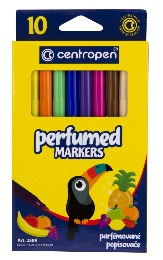 10
centropen
perfumed
MARKERS
parfémované
popisovače